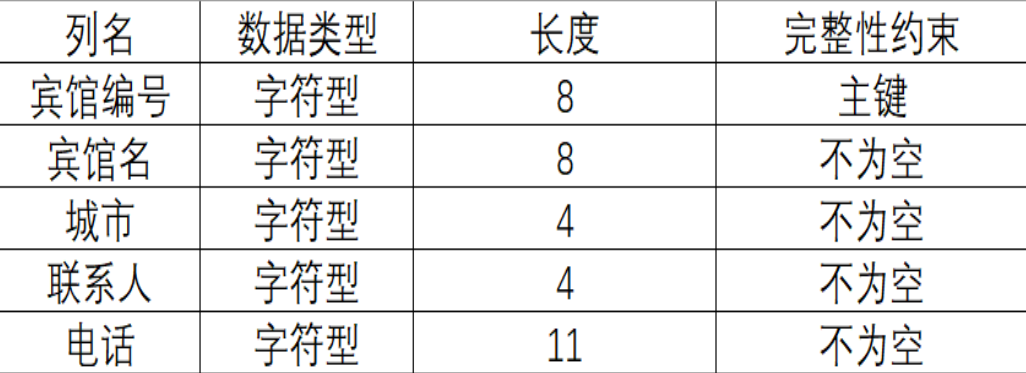 列名 数据类型 长度 完整性约束
宾馆编号 字符型 8 主键
宾馆名 字符型 8 不为空
城市 字符型 4 不为空
联系人 字符型 4 不为空
电话 字符型 11 不为空